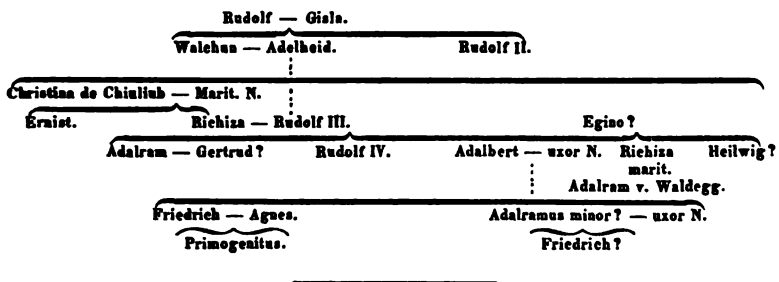 Rudolf — Gisla.
Walchun — Adelheid. Rudolf II.
Christina de Chiuliub — Marit. N.
Ernist. Richiza — Rudolf III. Egino?
Adalram — Gertrud? Rudolf IV. Adalbert — uxor N. Richiza Heilwig?
marit.
Adalram v. Waldegg.
Friedrich — Agnes. Adalramus minor? — uxor N.
Primogenitus. Friedrich?